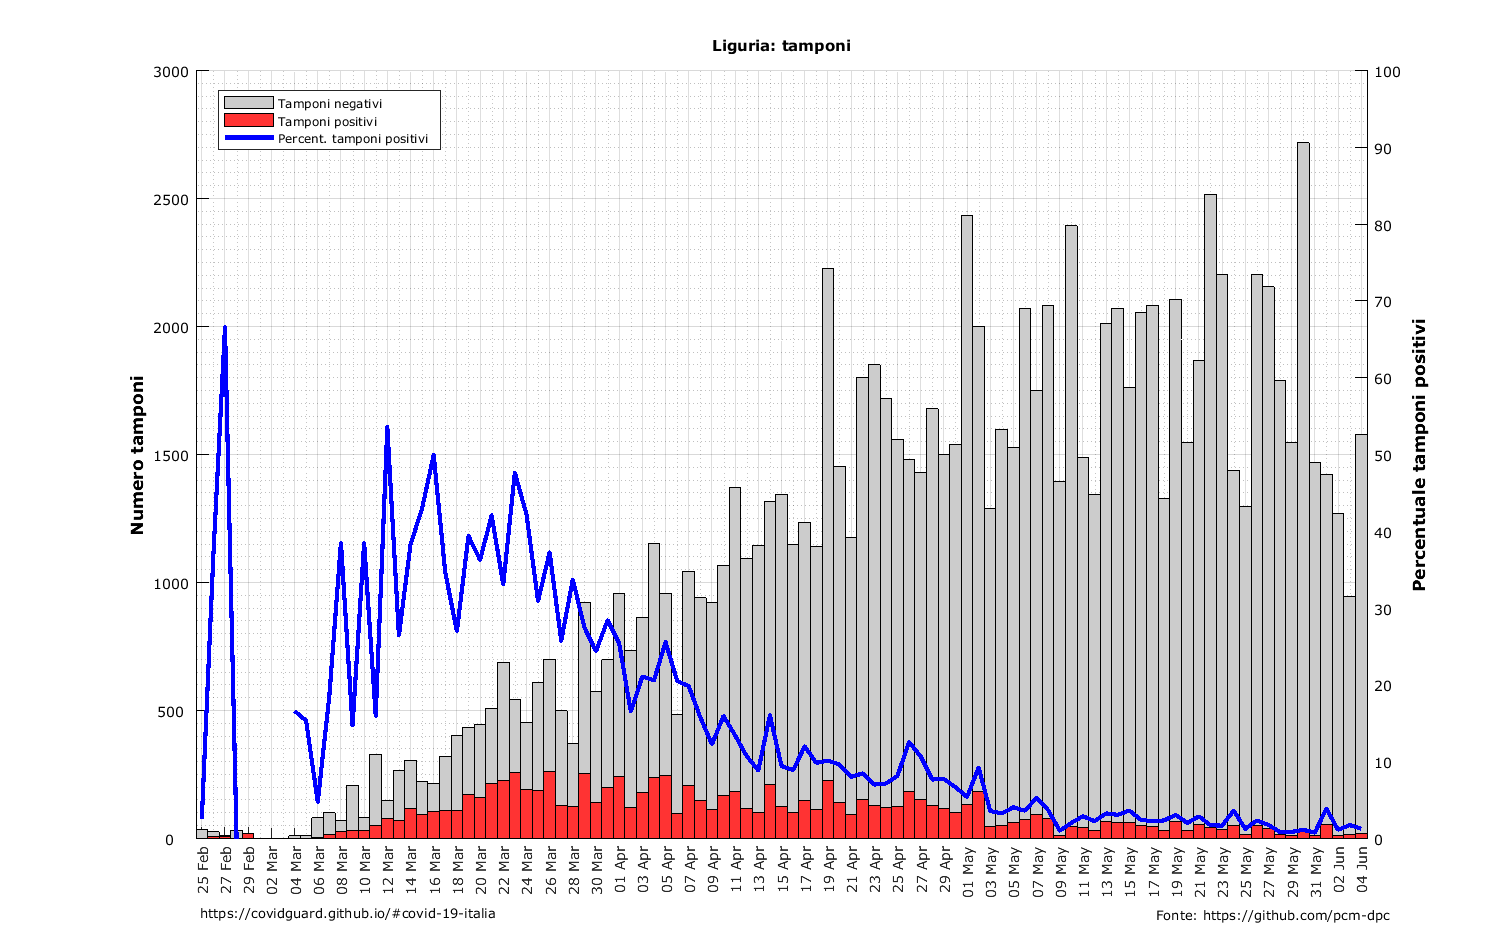 Liguria: tamponi
Tamponi negativi
Tamponi positivi
Percent. tamponi positivi
Numero tamponi
3000
2500
2000
1500
1000
500
0
Percentuale tamponi positivi
100
90
80
70
60
50
40
30
20
10
0
25 Feb
27 Feb
29 Feb
02 Mar
04 Mar
06 Mar
08 Mar
10 Mar
12 Mar
14 Mar
16 Mar
18 Mar
20 Mar
22 Mar
24 Mar
26 Mar
28 Mar
30 Mar
01 Apr
03 Apr
05 Apr
07 Apr
09 Apr
11 Apr
13 Apr
15 Apr
17 Apr
19 Apr
21 Apr
23 Apr
25 Apr
27 Apr
29 Apr
01 May
03 May
05 May
07 May
09 May
11 May
13 May
15 May
17 May
19 May
21 May
23 May
25 May
27 May
29 May
31 May
02 Jun
04 Jun
https://covidguard.github.io/#covid-19-italia
Fonte: https://github.com/pcm-dpc